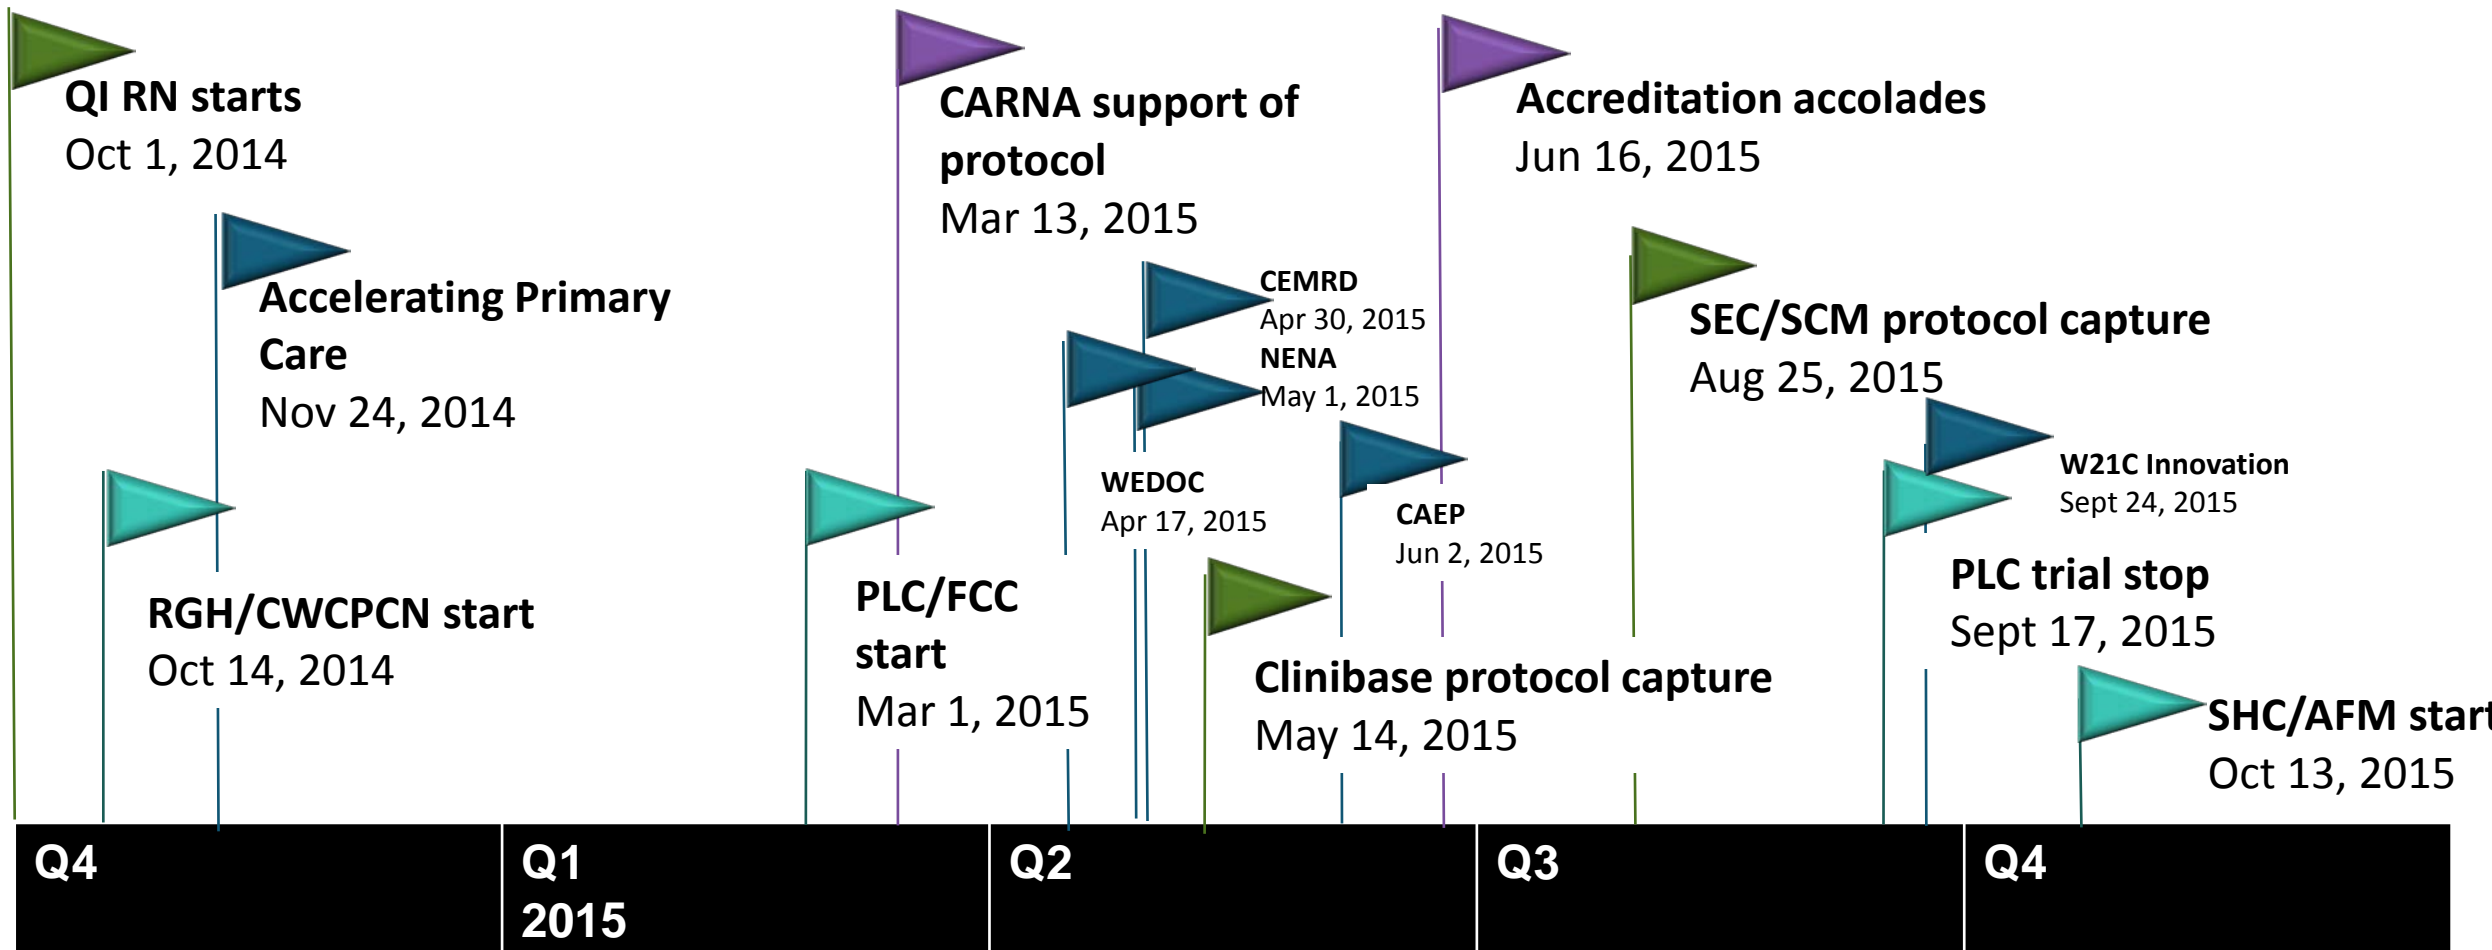 QI RN starts
Oct 1, 2014
CARNA support of
protocol
Mar 13, 2015
Accreditation accolades
Jun 16, 2015
Accelerating Primary
Care
Nov 24, 2014
CEMRD
Apr 30, 2015
NENA
May 1, 2015
SEC/SCM protocol capture
Aug 25, 2015
WEDOC
Apr 17, 2015
CAEP
Jun 2, 2015
W21C Innovation
Sept 24, 2015
RGH/CWCPCN start
Oct 14, 2014
PLC/FCC
start
Mar 1, 2015
PLC trial stop
Sept 17, 2015
Clinibase protocol capture
May 14, 2015
SHC/AFM start
Oct 13, 2015
Q4
Q1
2015
Q2
Q3
Q4